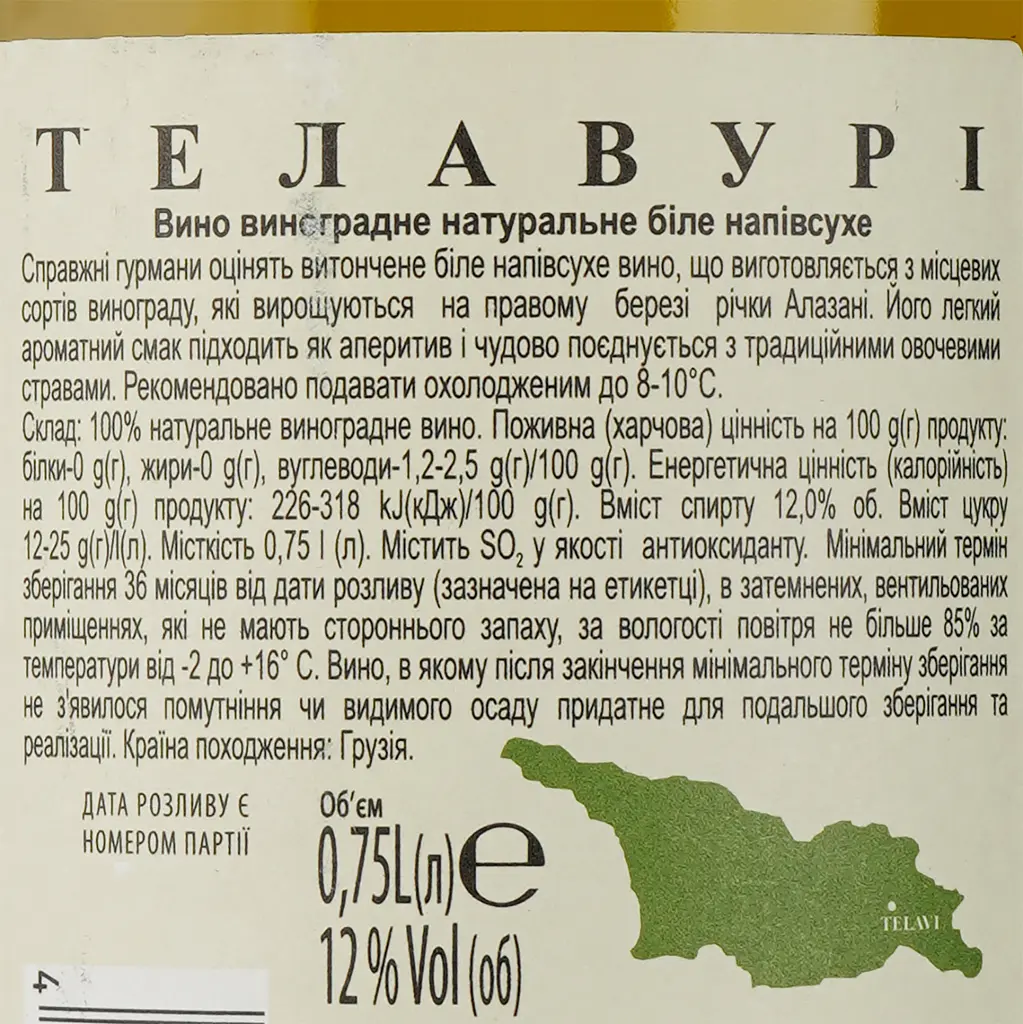 ТЕЛАВУРІ
Вино виноградне натуральне біле напівсухе
Справжні гурмани оцінять витончене біле напівсухе вино, що виготовляється з місцевих
сортів винограду, які вирощуються на правому березі річки Алазані. Його легкий
ароматний смак підходить як аперитив і чудово поєднується з традиційними овочевими
стравами. Рекомендовано подавати охолодженим до 8-10°С.
Склад: 100% натуральне виноградне вино. Поживна (харчова) цінність на 100 g(г) продукту:
білки-0 g(г), жири-0 g(г), вуглеводи-1,2-2,5 g(г)/100 g(г). Енергетична цінність (калорійність)
на 100 g(г) продукту: 226-318 kJ(кДж)/100 g(г). Вміст спирту 12,0% об. Вміст цукру
12-25 g(г)/l(л). Місткість 0,75 l (л). Містить SO₂ у якості антиоксиданту. Мінімальний термін
зберігання 36 місяців від дати розливу (зазначена на етикетці), в затемнених, вентильованих
приміщеннях, які не мають стороннього запаху, за вологості повітря не більше 85% за
температури від -2 до +16° С. Вино, в якому після закінчення мінімального терміну зберігання
не з'явилося помутніння чи видимого осаду придатне для подальшого зберігання та
реалізації. Країна походження: Грузія.
ДАТА РОЗЛИВУ Є
НОМЕРОМ ПАРТІЇ
Об'єм
0,75L(л) e
12% Vol (об)
TELAVI
4